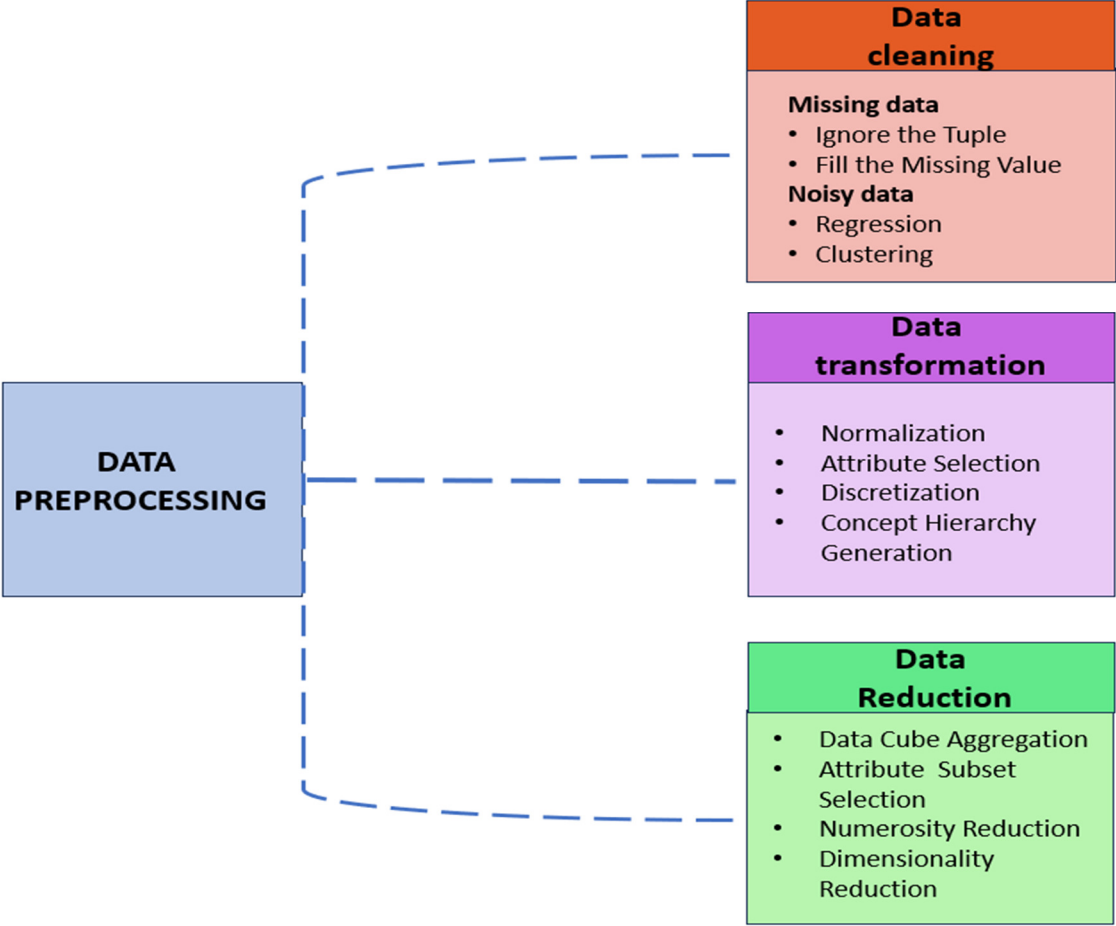 DATA
PREPROCESSING
Data
cleaning
Missing data
• Ignore the Tuple
• Fill the Missing Value
Noisy data
• Regression
• Clustering
Data
transformation
• Normalization
• Attribute Selection
• Discretization
• Concept Hierarchy
Generation
Data
Reduction
• Data Cube Aggregation
• Attribute Subset
Selection
• Numerosity Reduction
• Dimensionality
Reduction